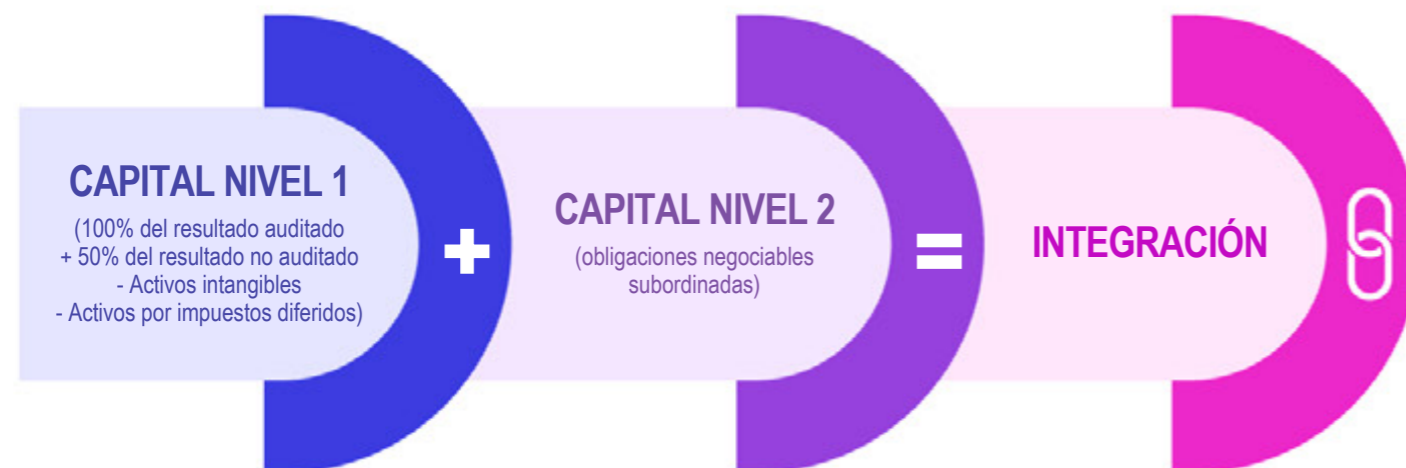 CAPITAL NIVEL 1
(100% del resultado auditado
+ 50% del resultado no auditado
- Activos intangibles
- Activos por impuestos diferidos)
+
CAPITAL NIVEL 2
(obligaciones negociables
subordinadas)
=
INTEGRACIÓN